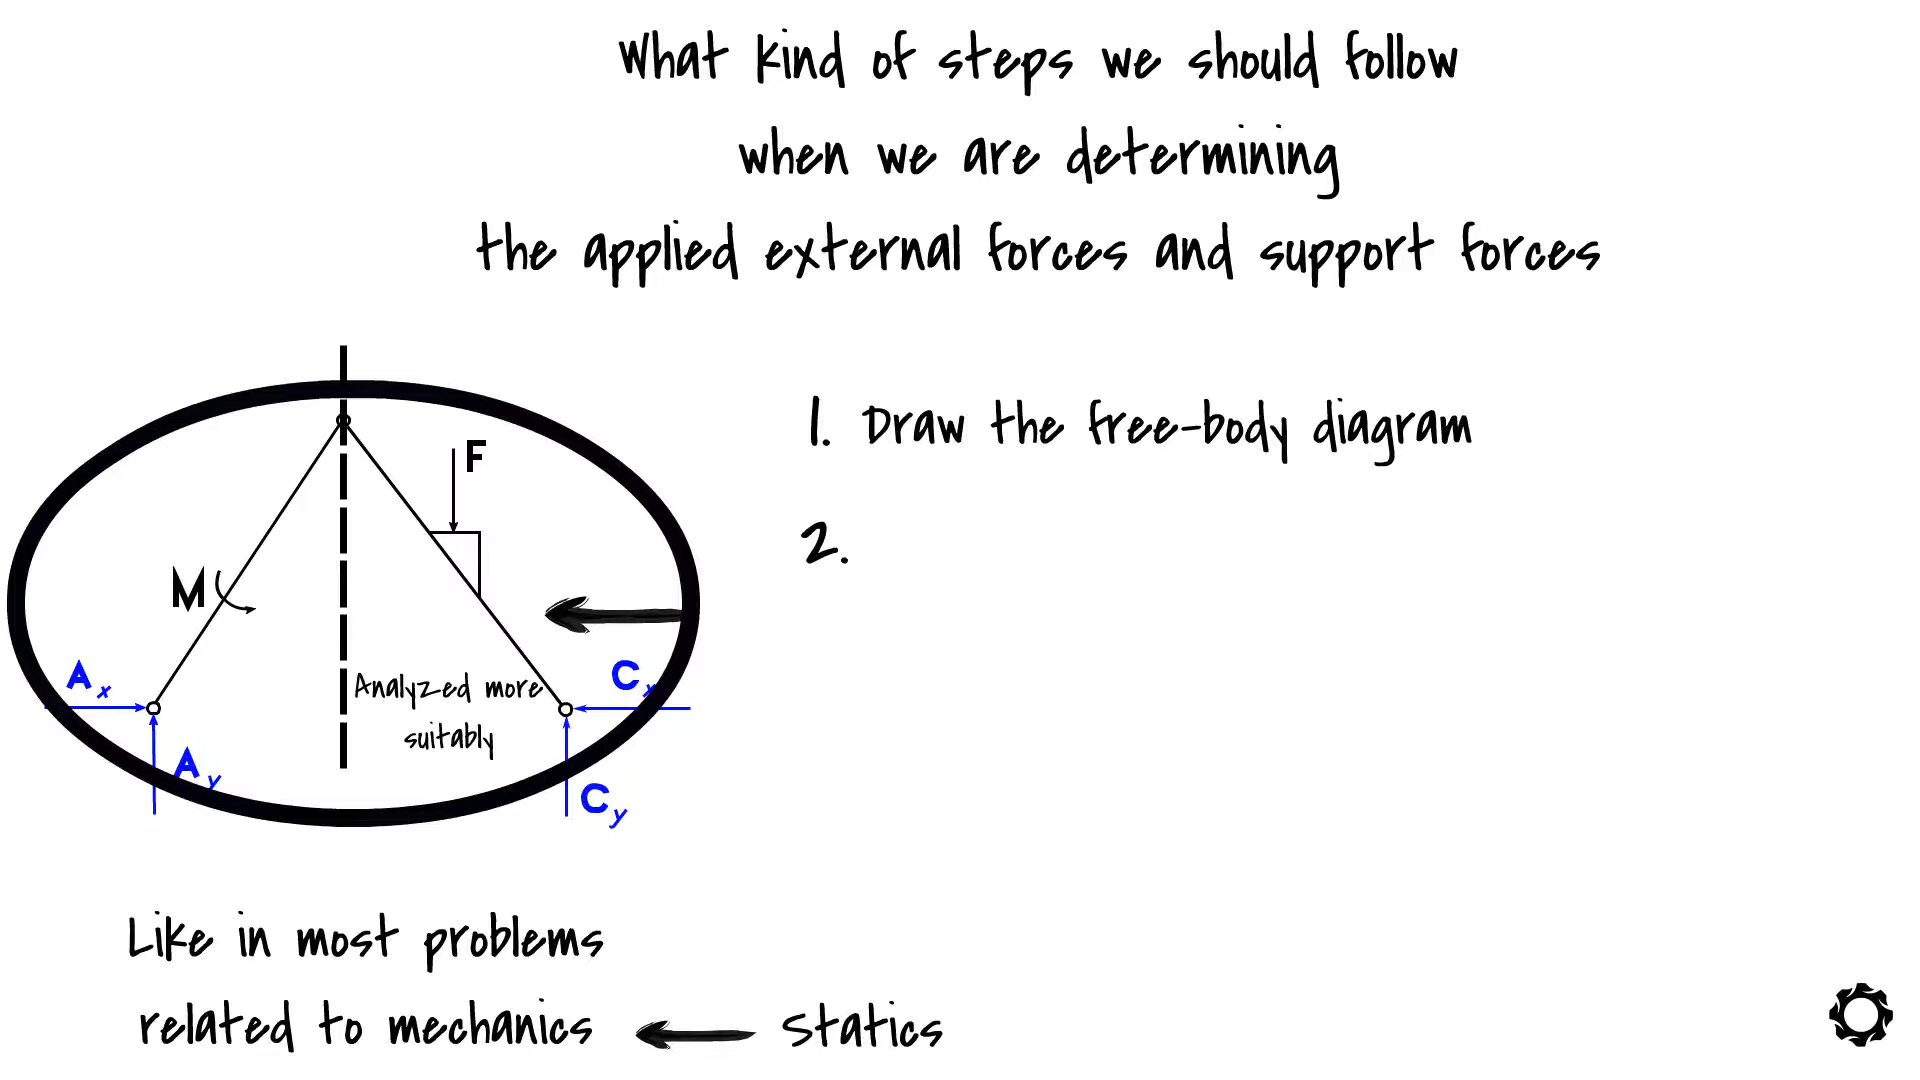 What kind of steps we should follow
when we are determining
the applied external forces and support forces
1. Draw the free-body diagram
2.
F
M
Ax
Ay
Analyzed more
suitably
Cx
Cy
Like in most problems
related to mechanics
Statics